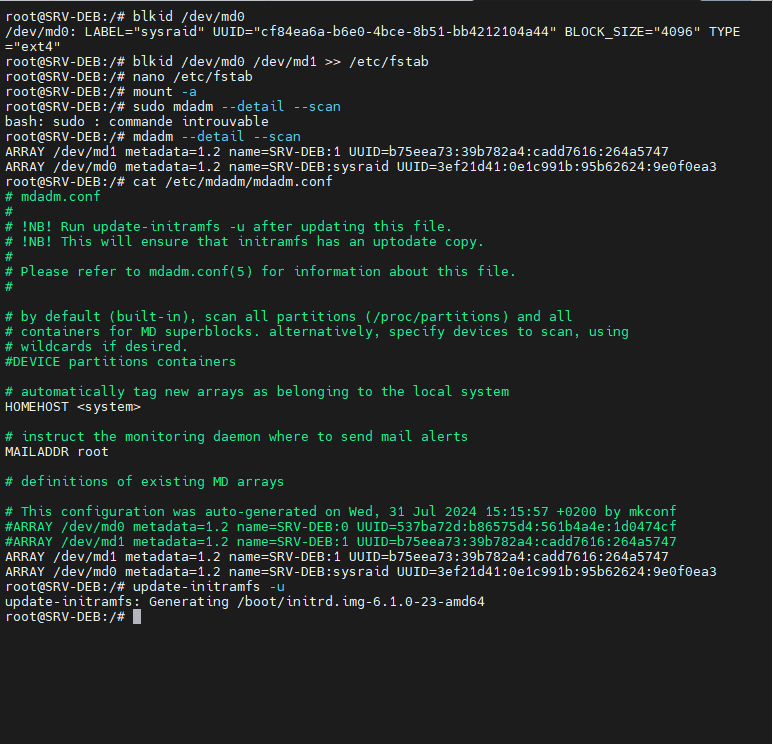 root@SRV-DEB:/# blkid /dev/md0
/dev/md0: LABEL="sysraid" UUID="cf84ea6a-b6e0-4bce-8b51-bb4212104a44" BLOCK_SIZE="4096" TYPE
="ext4"
root@SRV-DEB:/# blkid /dev/md0 /dev/md1 >> /etc/fstab
root@SRV-DEB:/# nano /etc/fstab
root@SRV-DEB:/# mount -a
root@SRV-DEB:/# sudo mdadm --detail --scan
bash: sudo : commande introuvable
root@SRV-DEB:/# mdadm --detail --scan
ARRAY /dev/md1 metadata=1.2 name=SRV-DEB:1 UUID=b75eea73:39b782a4:cadd7616:264a5747
ARRAY /dev/md0 metadata=1.2 name=SRV-DEB:sysraid UUID=3ef21d41:0e1c991b:95b62624:9e0f0ea3
root@SRV-DEB:/# cat /etc/mdadm/mdadm.conf
# mdadm.conf
#
# !NB! Run update-initramfs -u after updating this file.
# !NB! This will ensure that initramfs has an uptodate copy.
#
# Please refer to mdadm.conf(5) for information about this file.
#
# by default (built-in), scan all partitions (/proc/partitions) and all
# containers for MD superblocks. alternatively, specify devices to scan, using
# wildcards if desired.
#DEVICE partitions containers
# automatically tag new arrays as belonging to the local system
HOMEHOST <system>
# instruct the monitoring daemon where to send mail alerts
MAILADDR root
# definitions of existing MD arrays
# This configuration was auto-generated on Wed, 31 Jul 2024 15:15:57 +0200 by mkconf
#ARRAY /dev/md0 metadata=1.2 name=SRV-DEB:0 UUID=537ba72d:b86575d4:561b4a4e:1d0474cf
#ARRAY /dev/md1 metadata=1.2 name=SRV-DEB:1 UUID=b75eea73:39b782a4:cadd7616:264a5747
ARRAY /dev/md1 metadata=1.2 name=SRV-DEB:1 UUID=b75eea73:39b782a4:cadd7616:264a5747
ARRAY /dev/md0 metadata=1.2 name=SRV-DEB:sysraid UUID=3ef21d41:0e1c991b:95b62624:9e0f0ea3
root@SRV-DEB:/# update-initramfs -u
update-initramfs: Generating /boot/initrd.img-6.1.0-23-amd64
root@SRV-DEB:/#